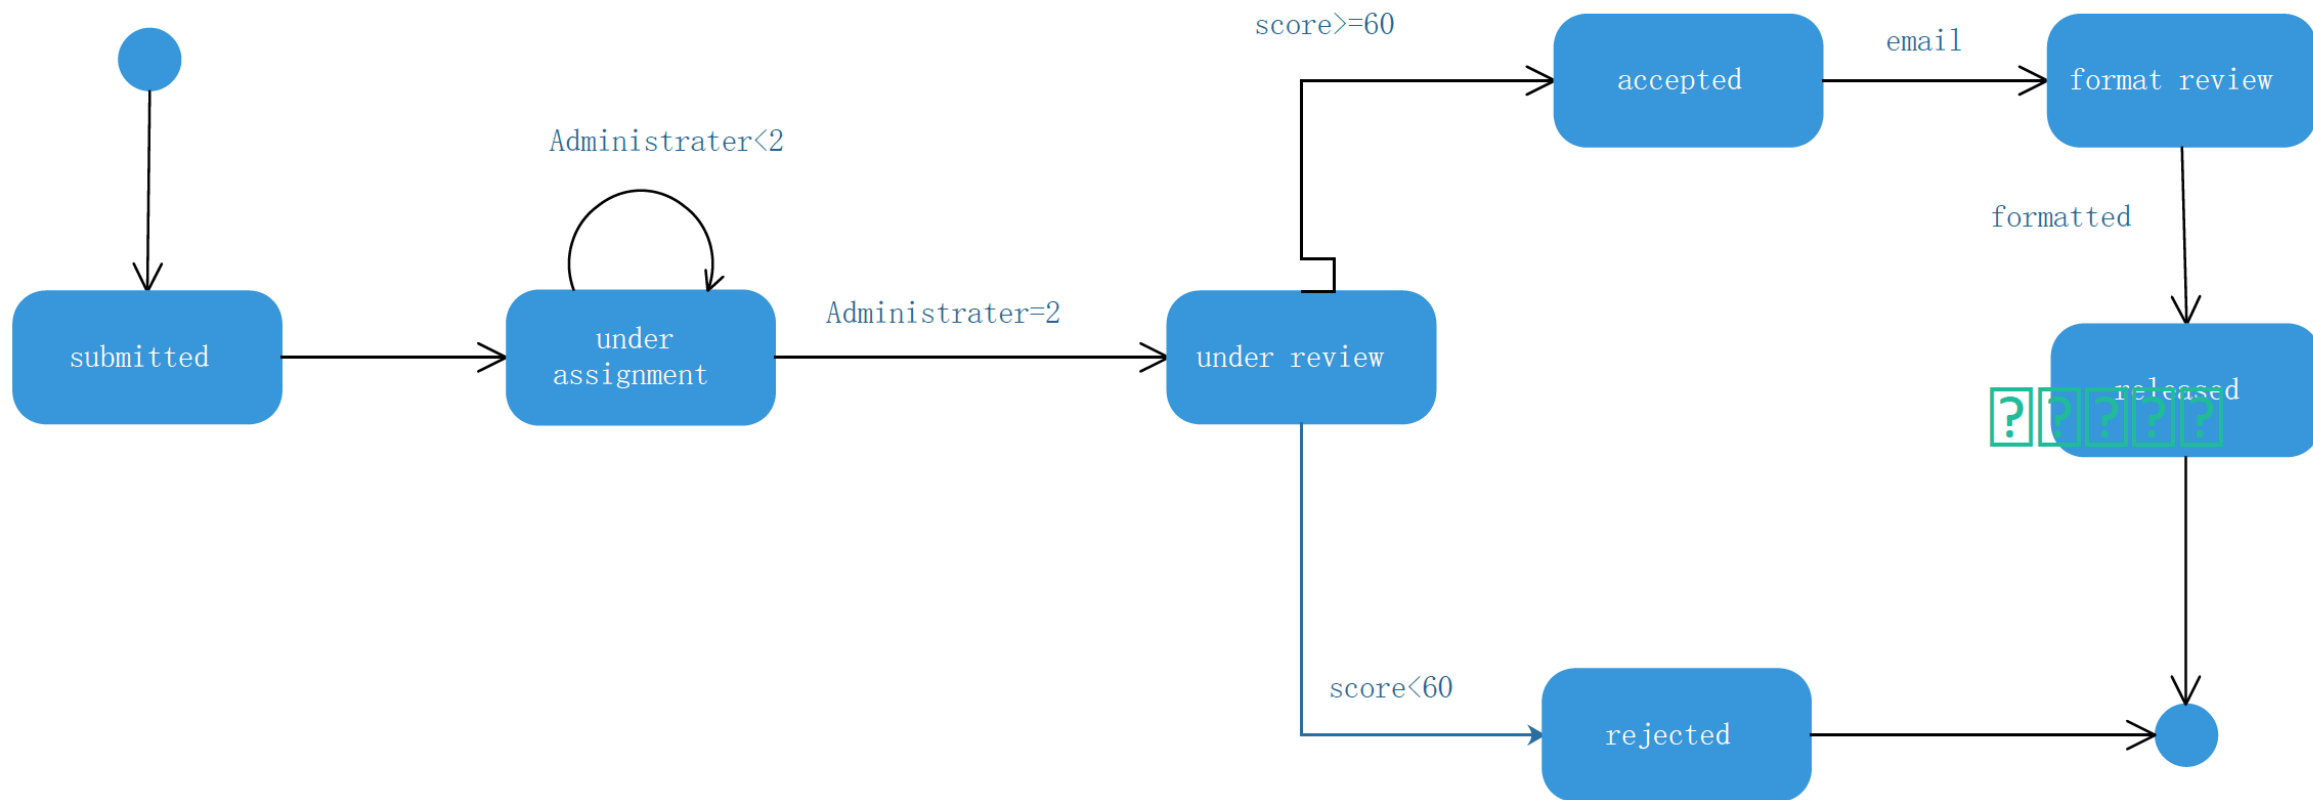 score>=60
accepted
email
format review
Administrater<2
formatted
submitted
under
assignment
Administrater=2
under review
released
score<60
rejected